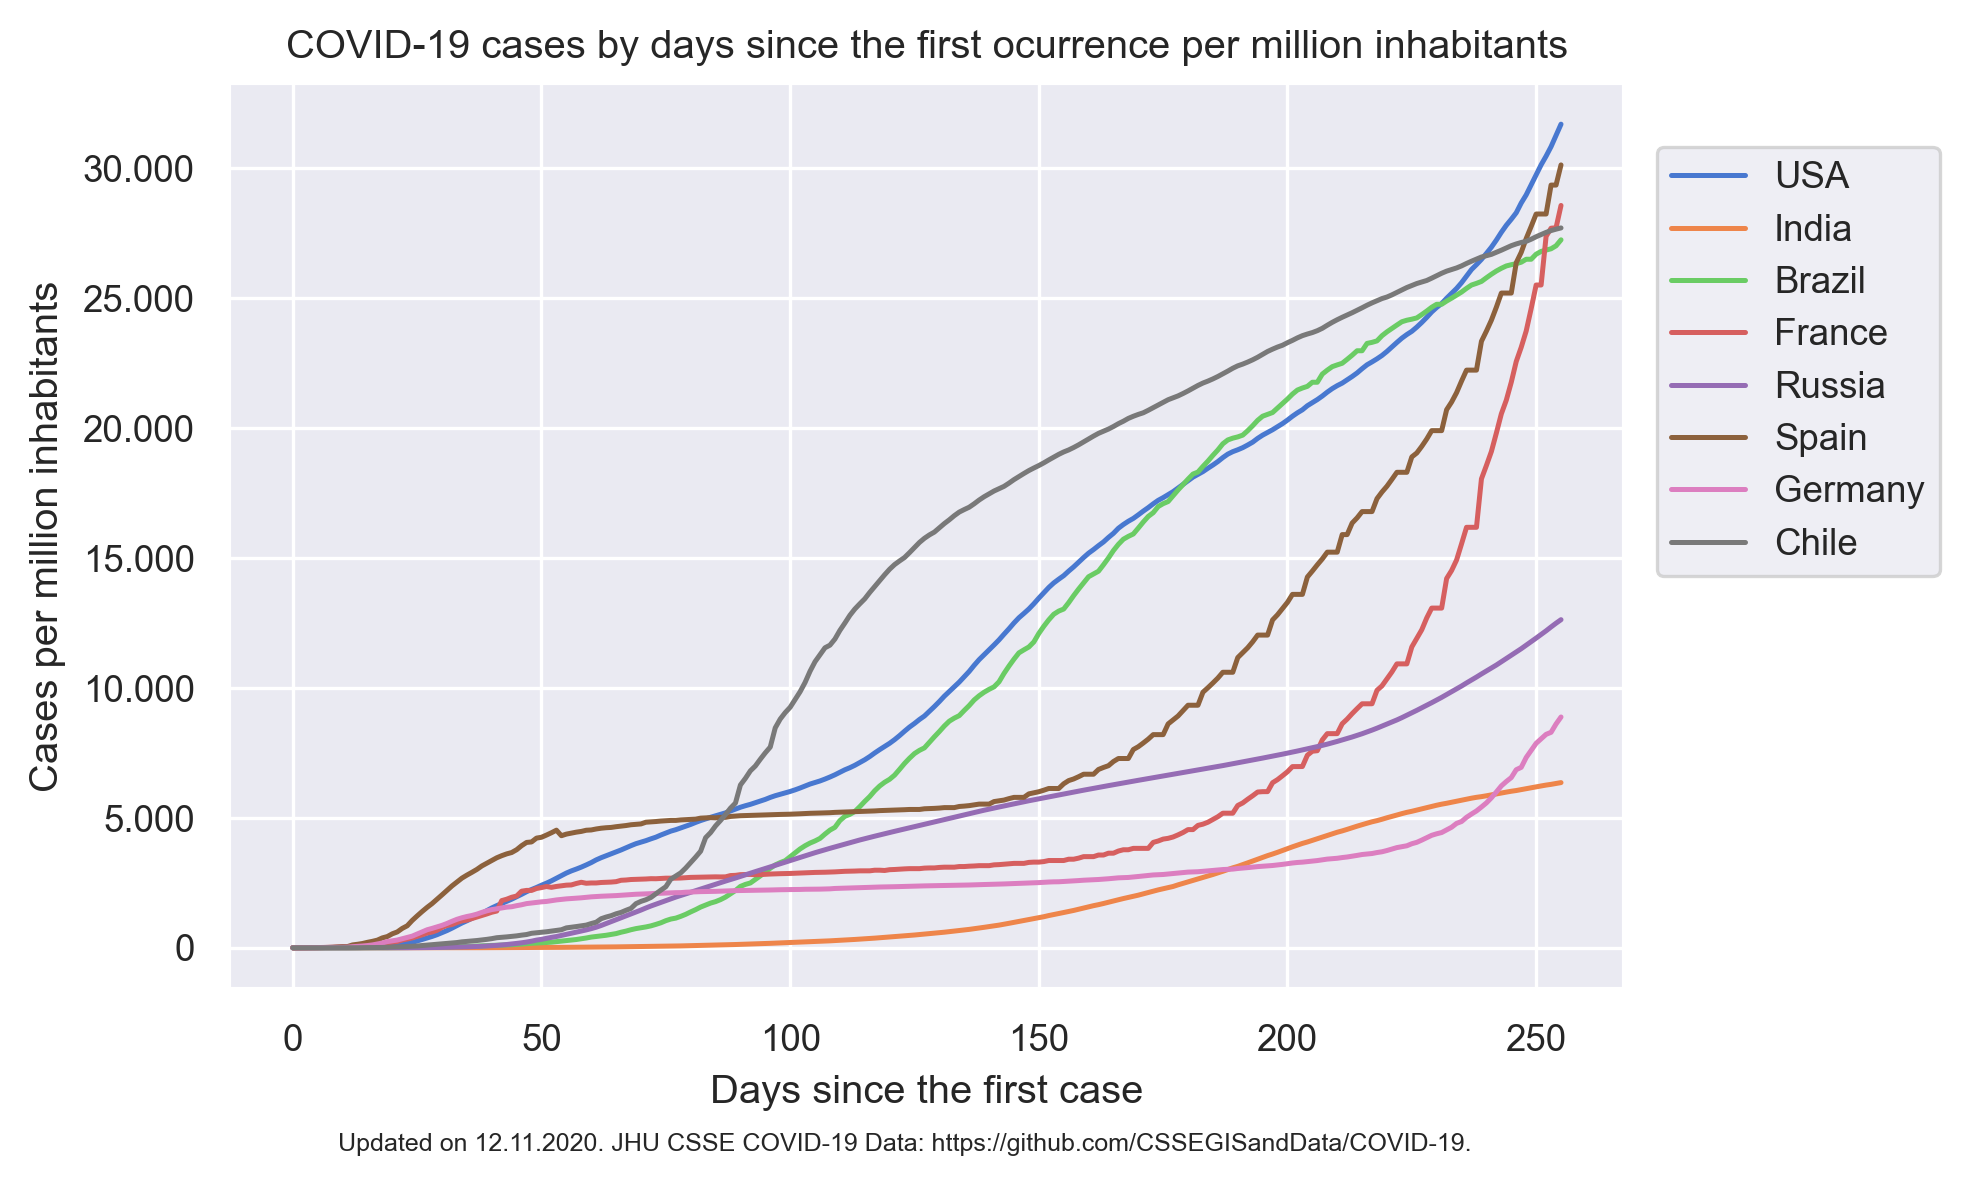 COVID-19 cases by days since the first ocurrence per million inhabitants
Cases per million inhabitants
30.000
25.000
20.000
15.000
10.000
5.000
0
0 50 100 150 200 250
Days since the first case
USA
India
Brazil
France
Russia
Spain
Germany
Chile
Updated on 12.11.2020. JHU CSSE COVID-19 Data: https://github.com/CSSEGISandData/COVID-19.